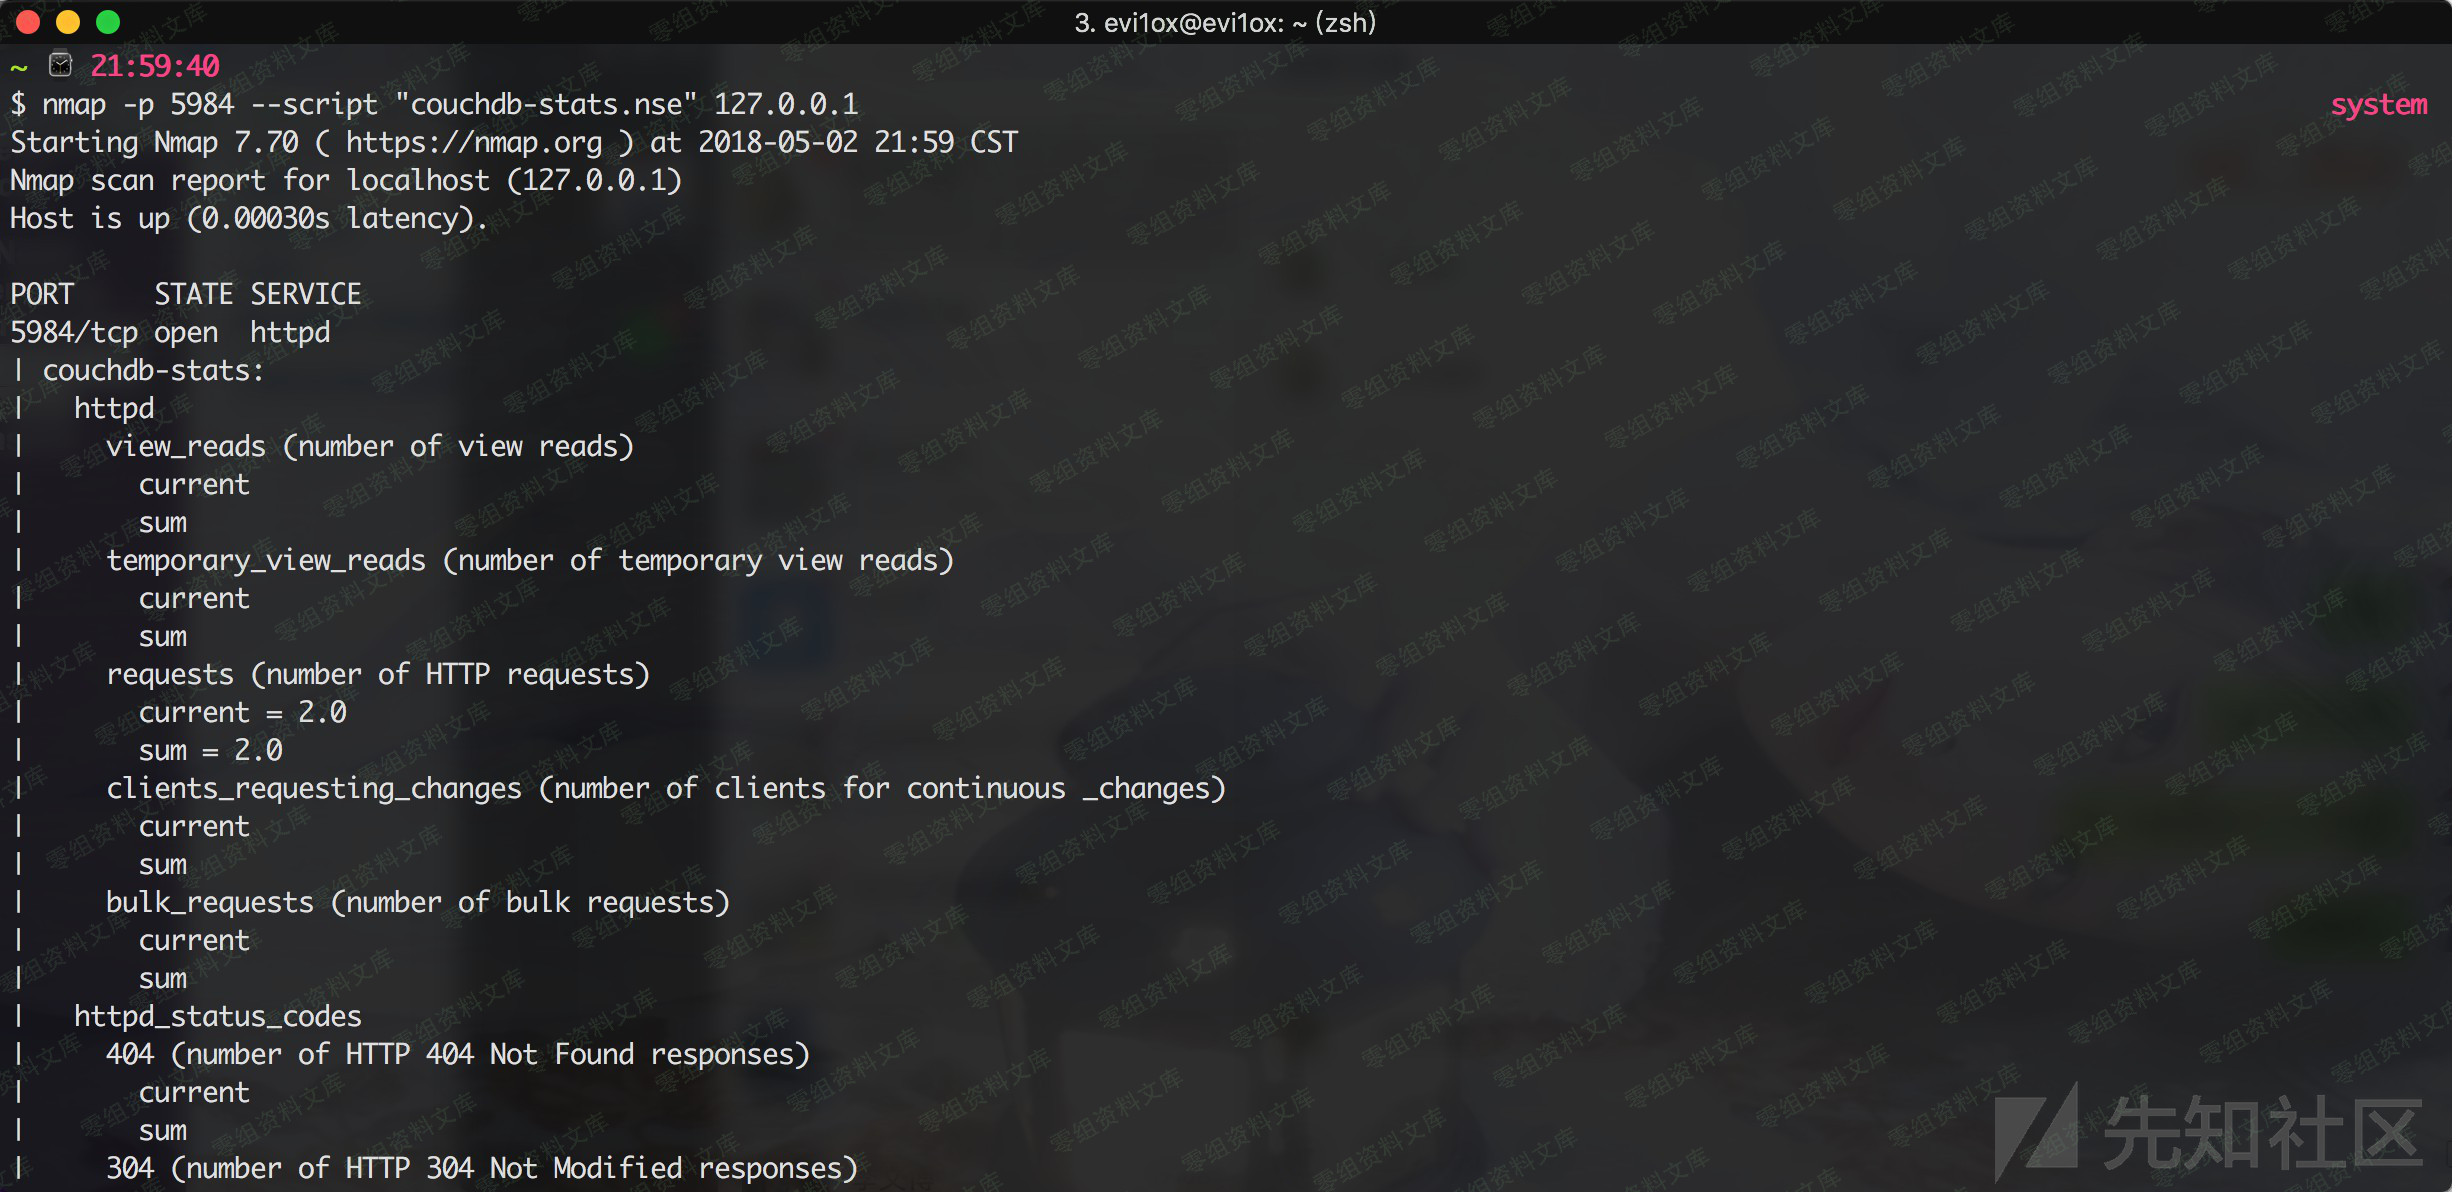 3. evi1ox@evi1ox: ~ (zsh)
~ 21:59:40
$ nmap -p 5984 --script "couchdb-stats.nse" 127.0.0.1 system
Starting Nmap 7.70 ( https://nmap.org ) at 2018-05-02 21:59 CST
Nmap scan report for localhost (127.0.0.1)
Host is up (0.00030s latency).
PORT     STATE SERVICE
5984/tcp open  httpd
| couchdb-stats:
|   httpd
|     view_reads (number of view reads)
|       current
|       sum
|     temporary_view_reads (number of temporary view reads)
|       current
|       sum
|     requests (number of HTTP requests)
|       current = 2.0
|       sum = 2.0
|     clients_requesting_changes (number of clients for continuous _changes)
|       current
|       sum
|     bulk_requests (number of bulk requests)
|       current
|       sum
|   httpd_status_codes
|     404 (number of HTTP 404 Not Found responses)
|       current
|       sum
|     304 (number of HTTP 304 Not Modified responses)
先知社区
零组资料文库